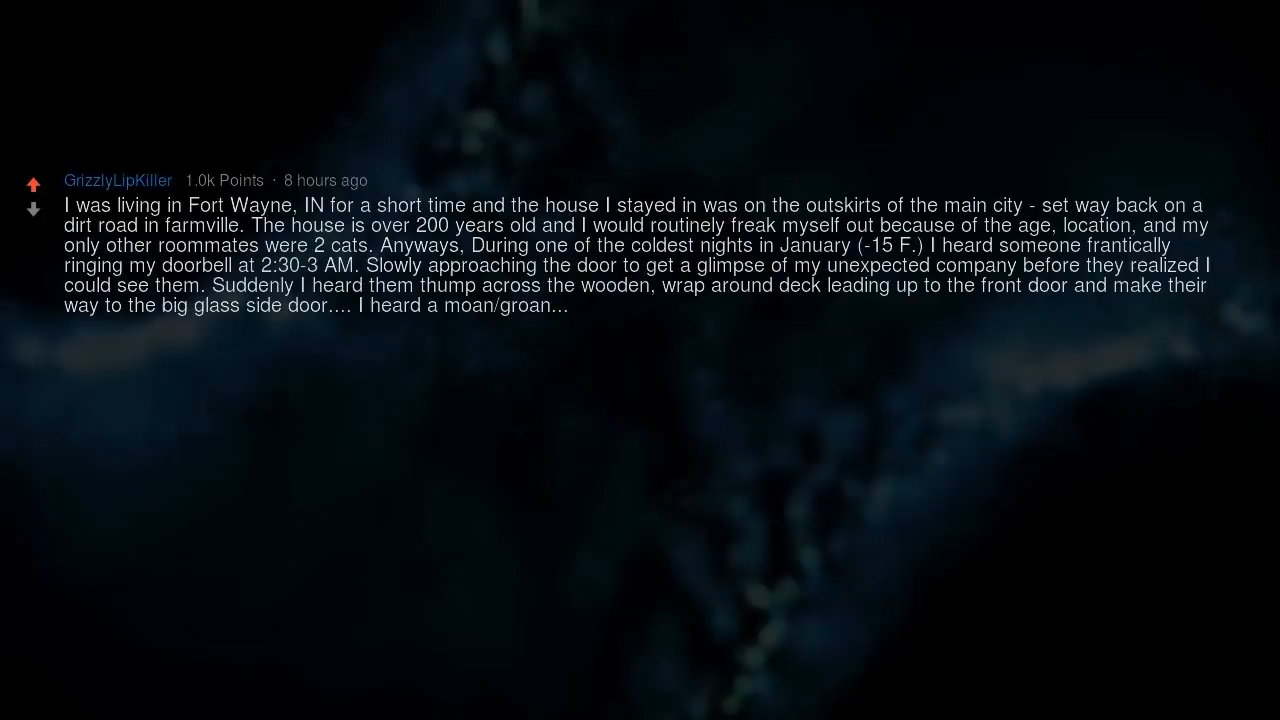 GrizzlyLipKiller 1.0k Points · 8 hours ago
I was living in Fort Wayne, IN for a short time and the house I stayed in was on the outskirts of the main city - set way back on a
dirt road in farmville. The house is over 200 years old and I would routinely freak myself out because of the age, location, and my
only other roommates were 2 cats. Anyways, During one of the coldest nights in January (-15 F.) I heard someone frantically
ringing my doorbell at 2:30-3 AM. Slowly approaching the door to get a glimpse of my unexpected company before they realized I
could see them. Suddenly I heard them thump across the wooden, wrap around deck leading up to the front door and make their
way to the big glass side door.... I heard a moan/groan...